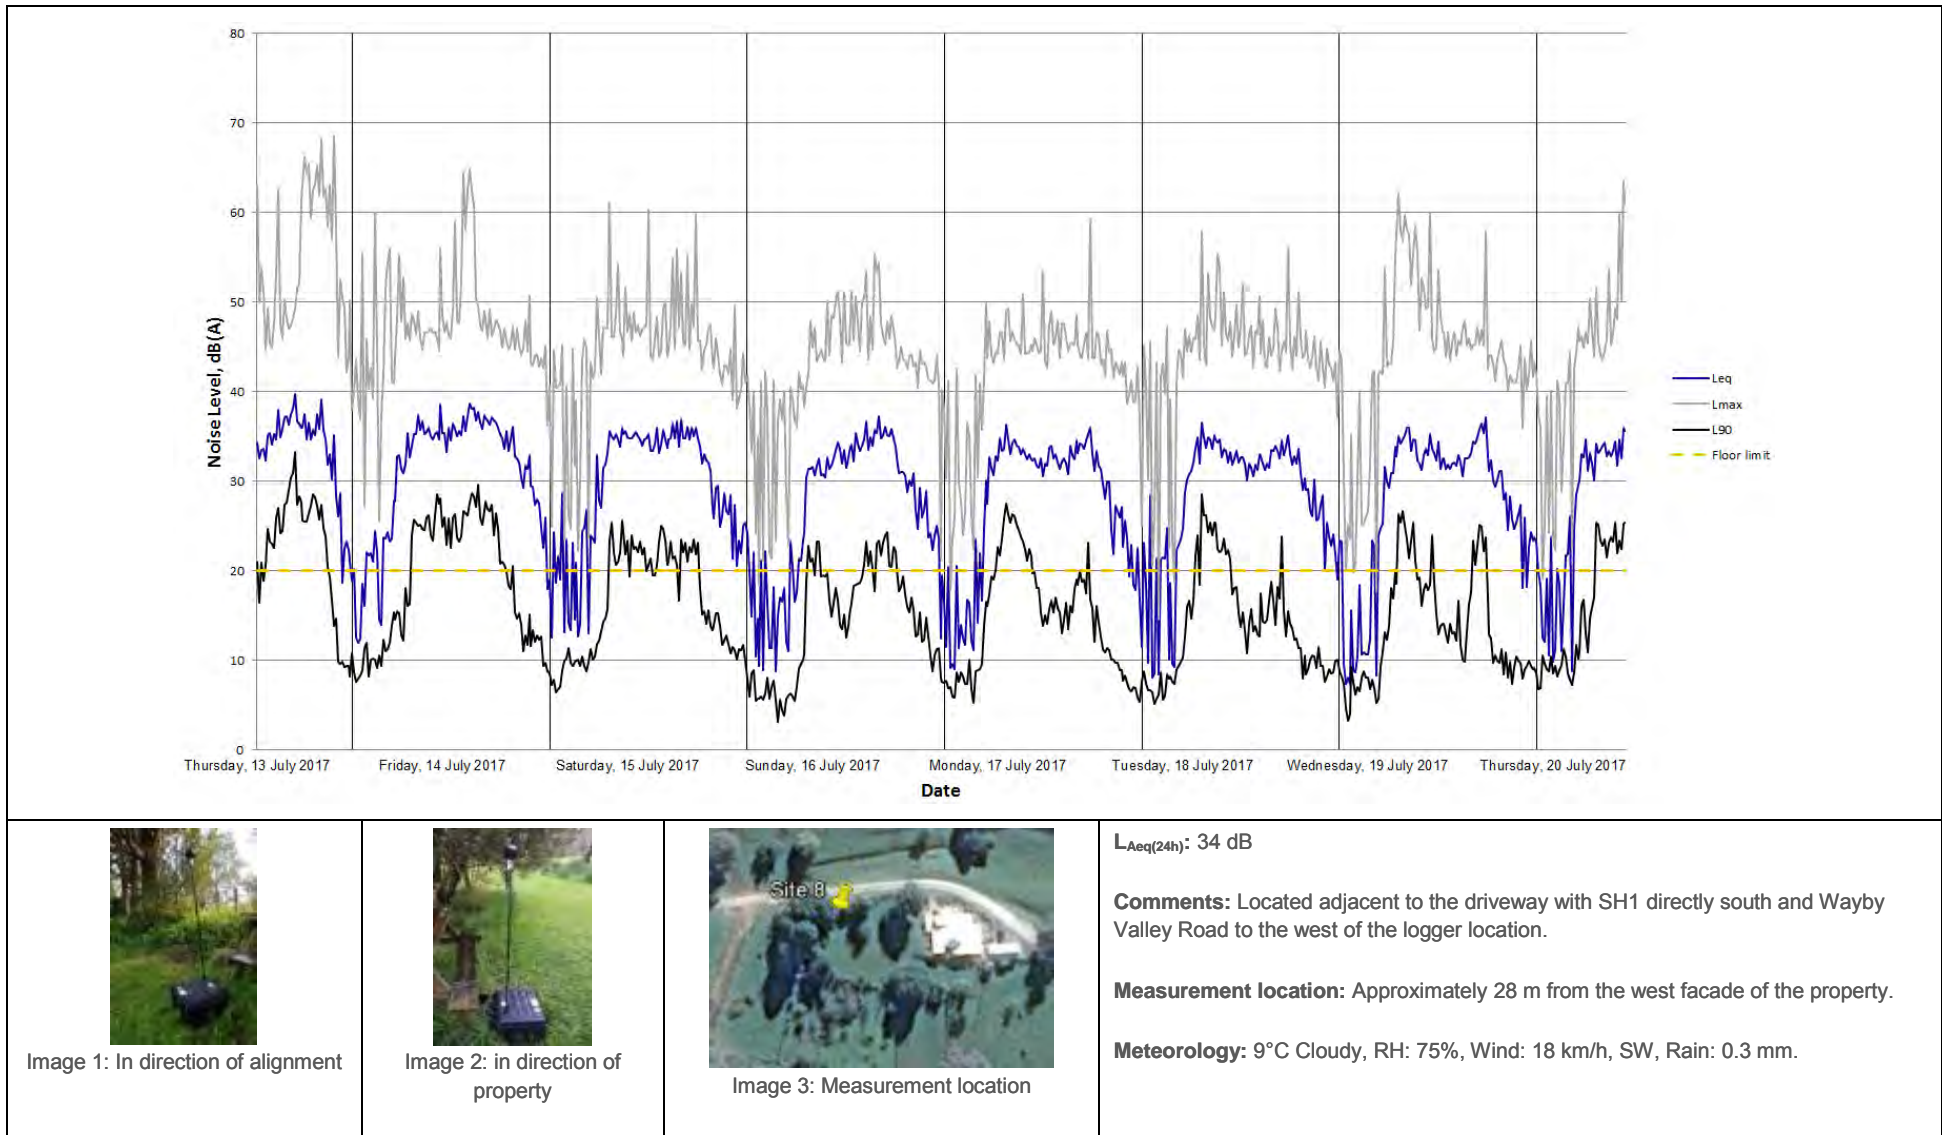 80
70
60
50
40
30
20
10
0
Noise Level, dB(A)
Leq
Lmax
L90
Floor limit
Thursday, 13 July 2017
Friday, 14 July 2017
Saturday, 15 July 2017
Sunday, 16 July 2017
Monday, 17 July 2017
Tuesday, 18 July 2017
Wednesday, 19 July 2017
Thursday, 20 July 2017
Date
Image 1: In direction of alignment
Image 2: in direction of
property
Site 8
Image 3: Measurement location
LAeq(24h): 34 dB
Comments: Located adjacent to the driveway with SH1 directly south and Wayby
Valley Road to the west of the logger location.
Measurement location: Approximately 28 m from the west facade of the property.
Meteorology: 9°C Cloudy, RH: 75%, Wind: 18 km/h, SW, Rain: 0.3 mm.